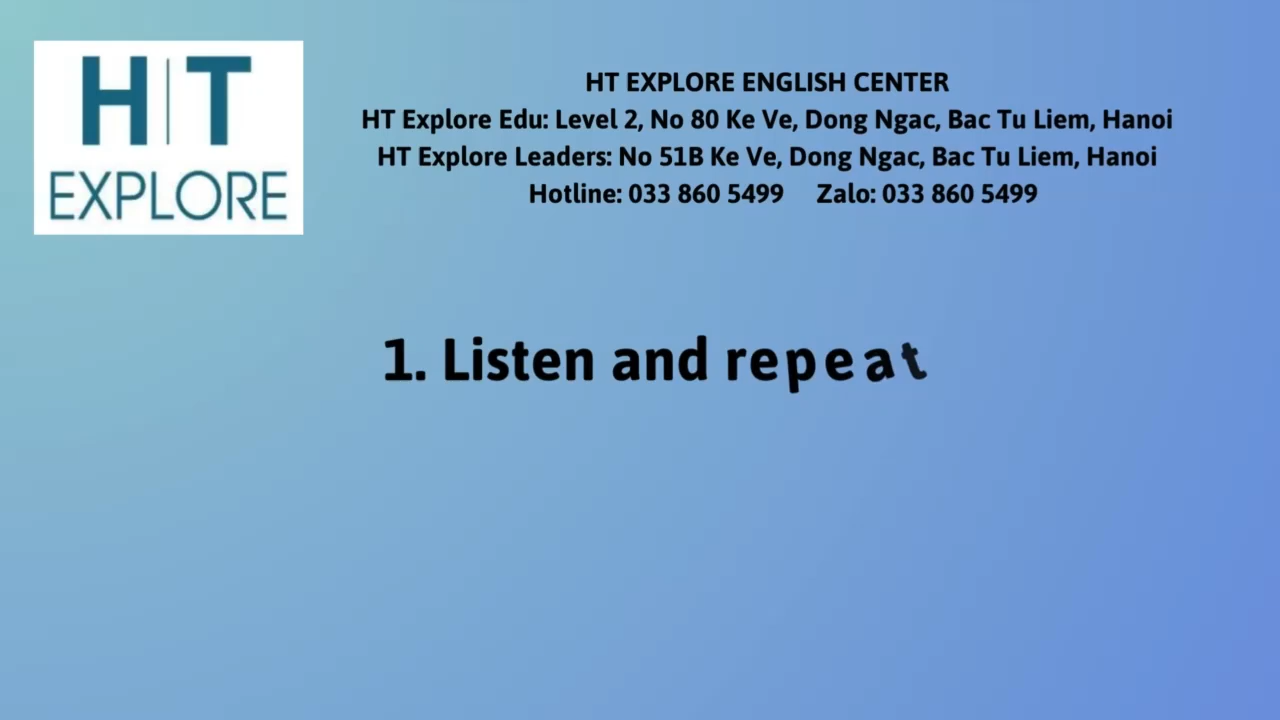 H|T
EXPLORE
HT EXPLORE ENGLISH CENTER
HT Explore Edu: Level 2, No 80 Ke Ve, Dong Ngac, Bac Tu Liem, Hanoi
HT Explore Leaders: No 51B Ke Ve, Dong Ngac, Bac Tu Liem, Hanoi
Hotline: 033 860 5499 Zalo: 033 860 5499
1. Listen and repeat